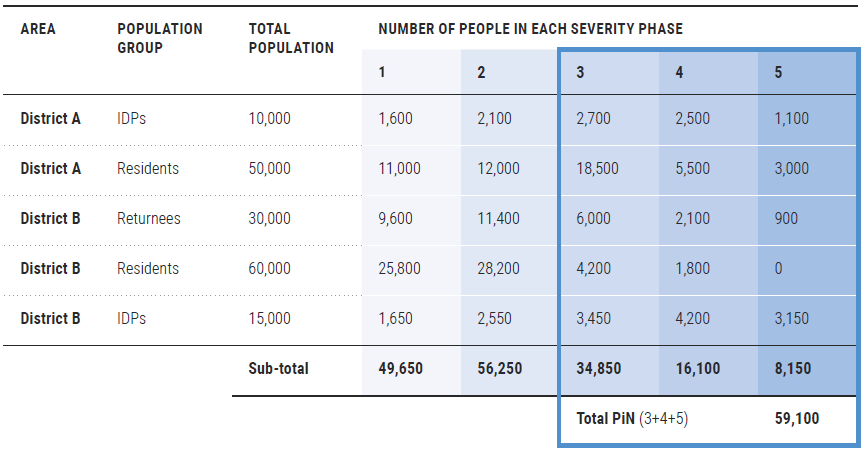 AREA POPULATION GROUP TOTAL POPULATION NUMBER OF PEOPLE IN EACH SEVERITY PHASE
1 2 3 4 5
District A IDPs 10,000 1,600 2,100 2,700 2,500 1,100
District A Residents 50,000 11,000 12,000 18,500 5,500 3,000
District B Returnees 30,000 9,600 11,400 6,000 2,100 900
District B Residents 60,000 25,800 28,200 4,200 1,800 0
District B IDPs 15,000 1,650 2,550 3,450 4,200 3,150
Sub-total 49,650 56,250 34,850 16,100 8,150
Total PiN (3+4+5) 59,100